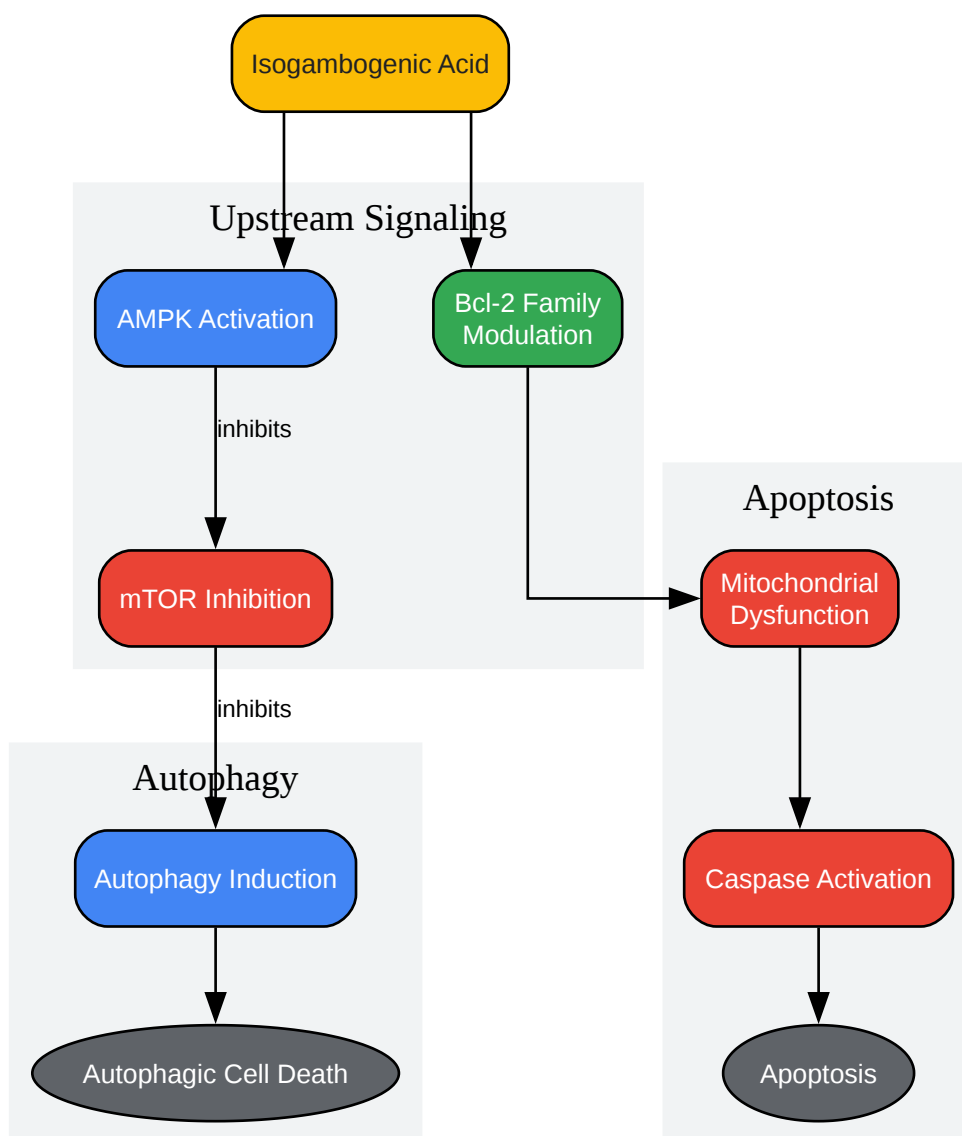 Isogambogenic Acid
Upstream Signaling
AMPK Activation
Bcl-2 Family
Modulation
inhibits
Apoptosis
mTOR Inhibition
Mitochondrial
Dysfunction
inhibits
Autophagy
Autophagy Induction
Caspase Activation
Autophagic Cell Death
Apoptosis